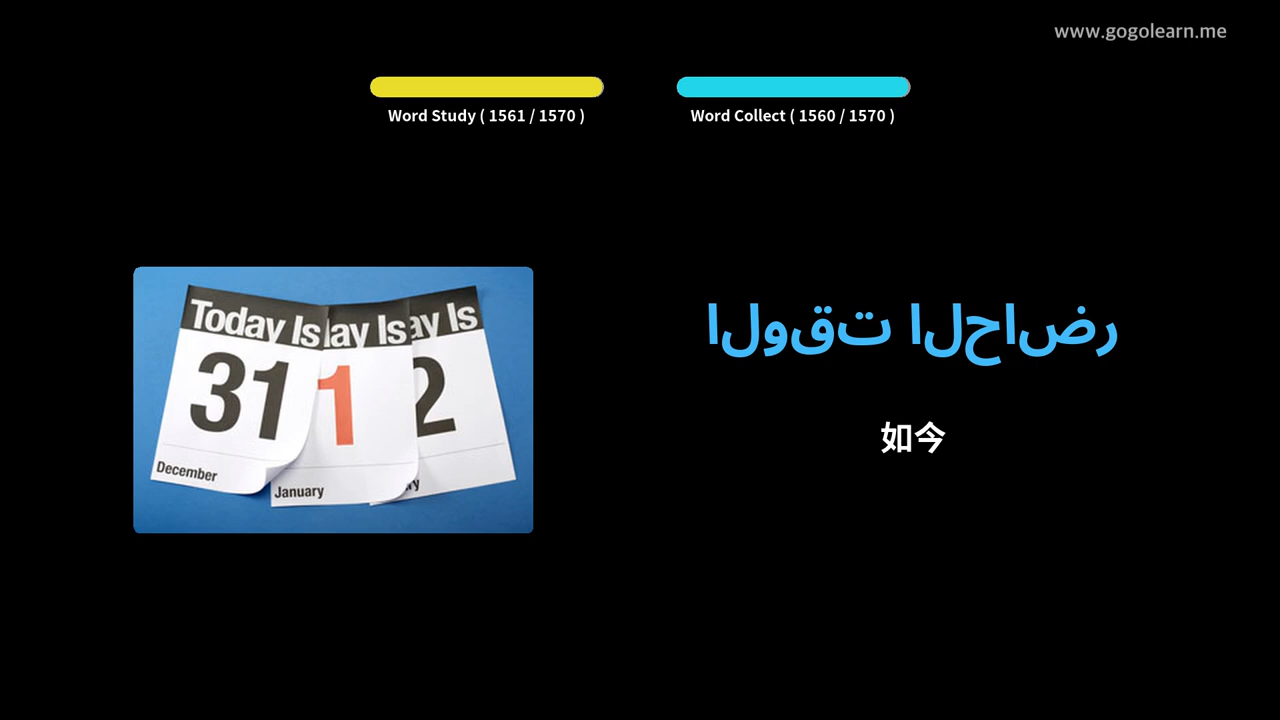 www.gogolearn.me
Word Study ( 1561 / 1570 )
Word Collect ( 1560 / 1570 )
Today Is
ay Is
ay Is
31
1
2
December
January
ry
الوقت الحاضر
如今